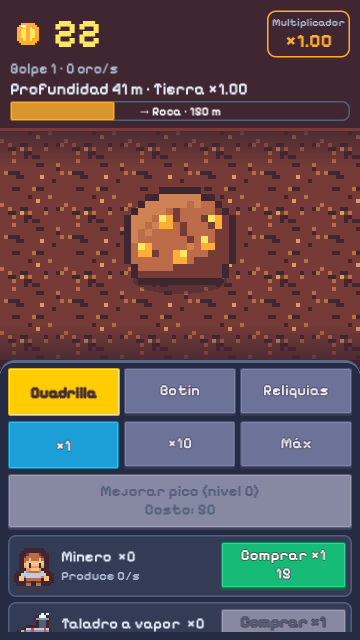 22
Multiplicador
×1.00
Golpe 1 · 0 oro/s
Profundidad 41 m · Tierra ×1.00
→ Roca · 180 m
Cuadrilla
Botín
Reliquias
×1
×10
Máx
Mejorar pico (nivel 0)
Costo: 80
Minero ×0
Produce 0/s
Comprar ×1
18
Taladro a vapor ×0
Comprar ×1